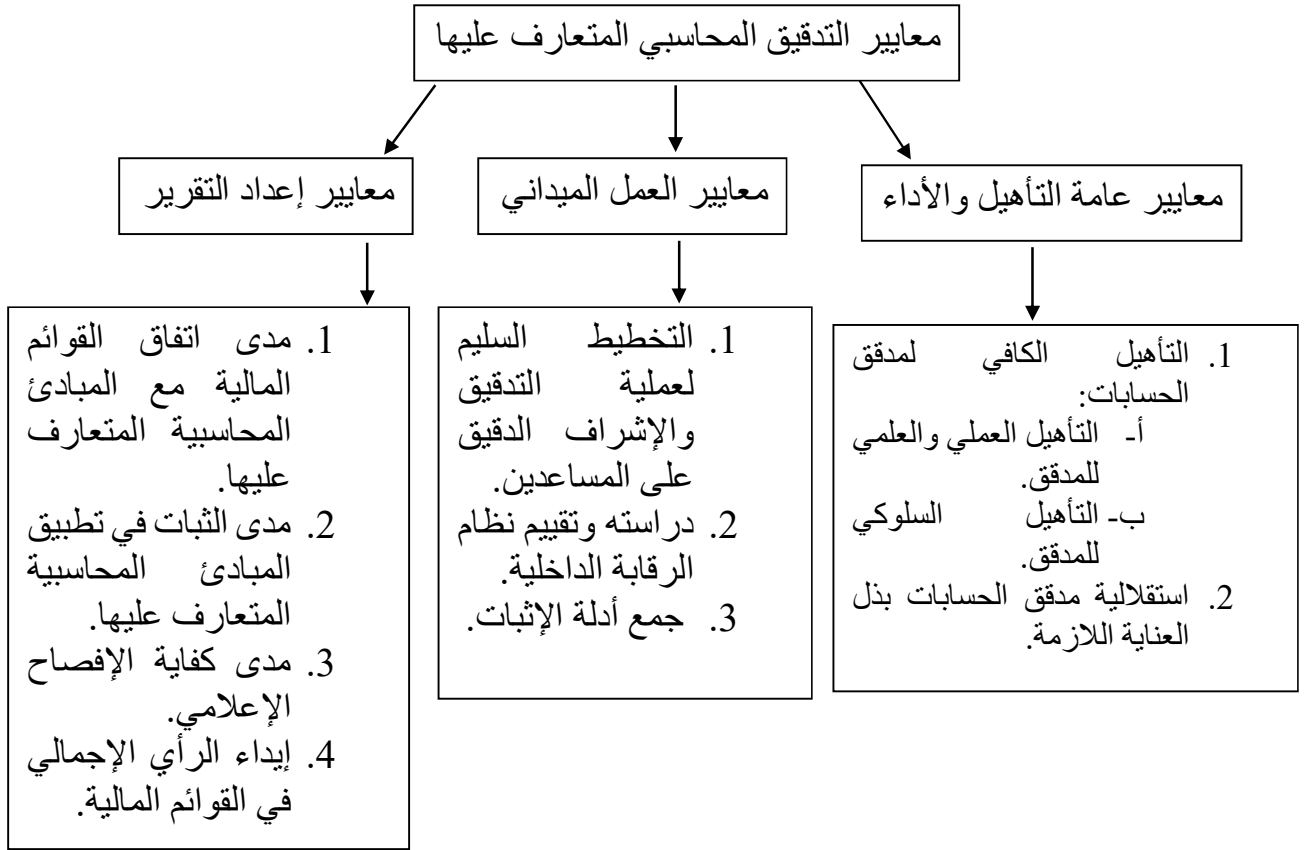 معايير التدقيق المحاسبي المتعارف عليها
معايير عامة التأهيل والأداء
معايير العمل الميداني
معايير إعداد التقرير
1. التأهيل الكافي لمدقق
الحسابات:
أ- التأهيل العملي والعلمي
للمدقق.
ب- التأهيل السلوكي
للمدقق.
2. استقلالية مدقق الحسابات بذل
العناية اللازمة.
1. التخطيط السليم
لعملية التدقيق
والإشراف الدقيق
على المساعدين.
2. دراسته وتقييم نظام
الرقابة الداخلية.
3. جمع أدلة الإثبات.
1. مدى اتفاق القوائم
المالية مع المبادئ
المحاسبية المتعارف
عليها.
2. مدى الثبات في تطبيق
المبادئ المحاسبية
المتعارف عليها.
3. مدى كفاية الإفصاح
الإعلامي.
4. إبداء الرأي الإجمالي
في القوائم المالية.